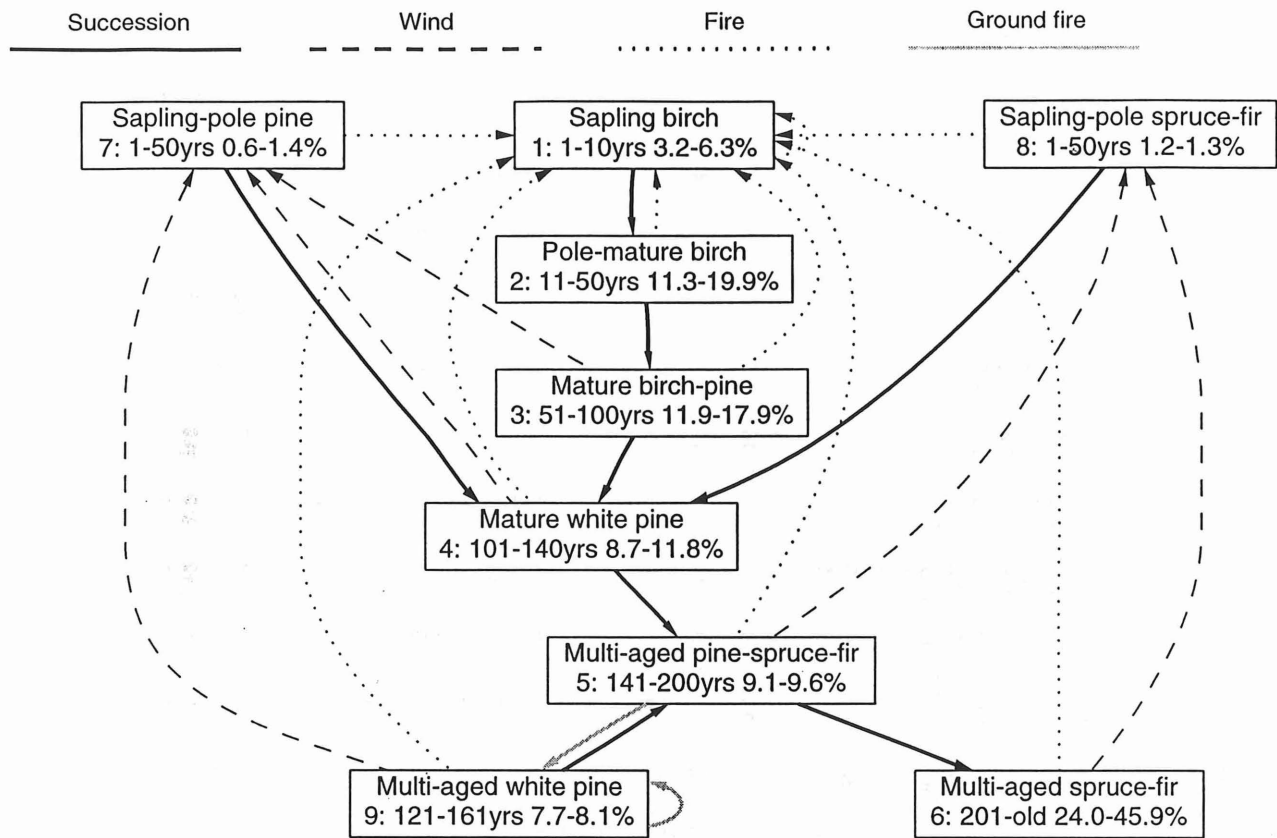 Succession
Wind
Fire
Ground fire
Sapling-pole pine
7: 1-50yrs 0.6-1.4%
Sapling birch
1: 1-10yrs 3.2-6.3%
Sapling-pole spruce-fir
8: 1-50yrs 1.2-1.3%
Pole-mature birch
2: 11-50yrs 11.3-19.9%
Mature birch-pine
3: 51-100yrs 11.9-17.9%
Mature white pine
4: 101-140yrs 8.7-11.8%
Multi-aged pine-spruce-fir
5: 141-200yrs 9.1-9.6%
Multi-aged white pine
9: 121-161yrs 7.7-8.1%
Multi-aged spruce-fir
6: 201-old 24.0-45.9%